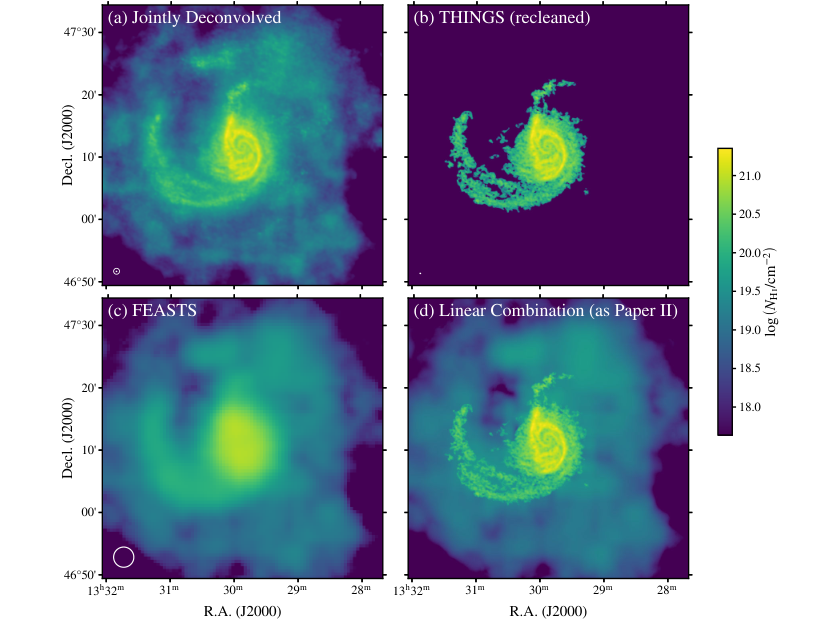 (a) Jointly Deconvolved
(b) THINGS (recleaned)
47°30'
20'
10'
00'
46°50'
Decl. (J2000)
(c) FEASTS
(d) Linear Combination (as Paper II)
47°30'
20'
10'
00'
46°50'
Decl. (J2000)
13ʰ32ᵐ 31ᵐ 30ᵐ 29ᵐ 28ᵐ
32ᵐ 31ᵐ 30ᵐ 29ᵐ 28ᵐ
R.A. (J2000)
R.A. (J2000)
21.0
20.5
20.0
19.5
19.0
18.5
18.0
log (N_HI/cm⁻²)